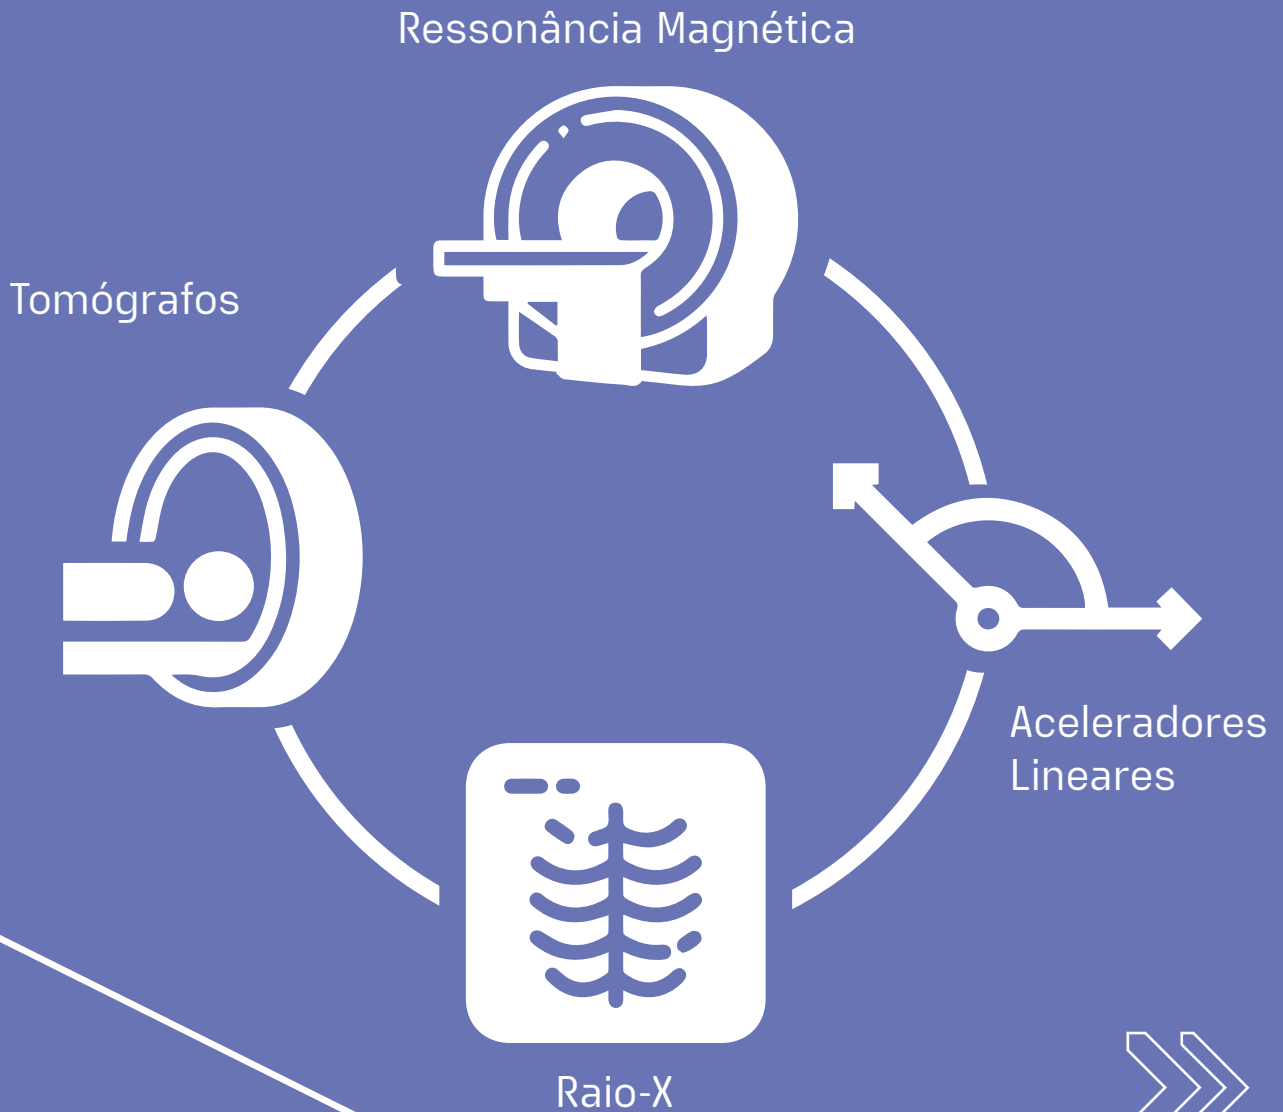 Ressonância Magnética
Tomógrafos
Aceleradores
Lineares
Raio-X